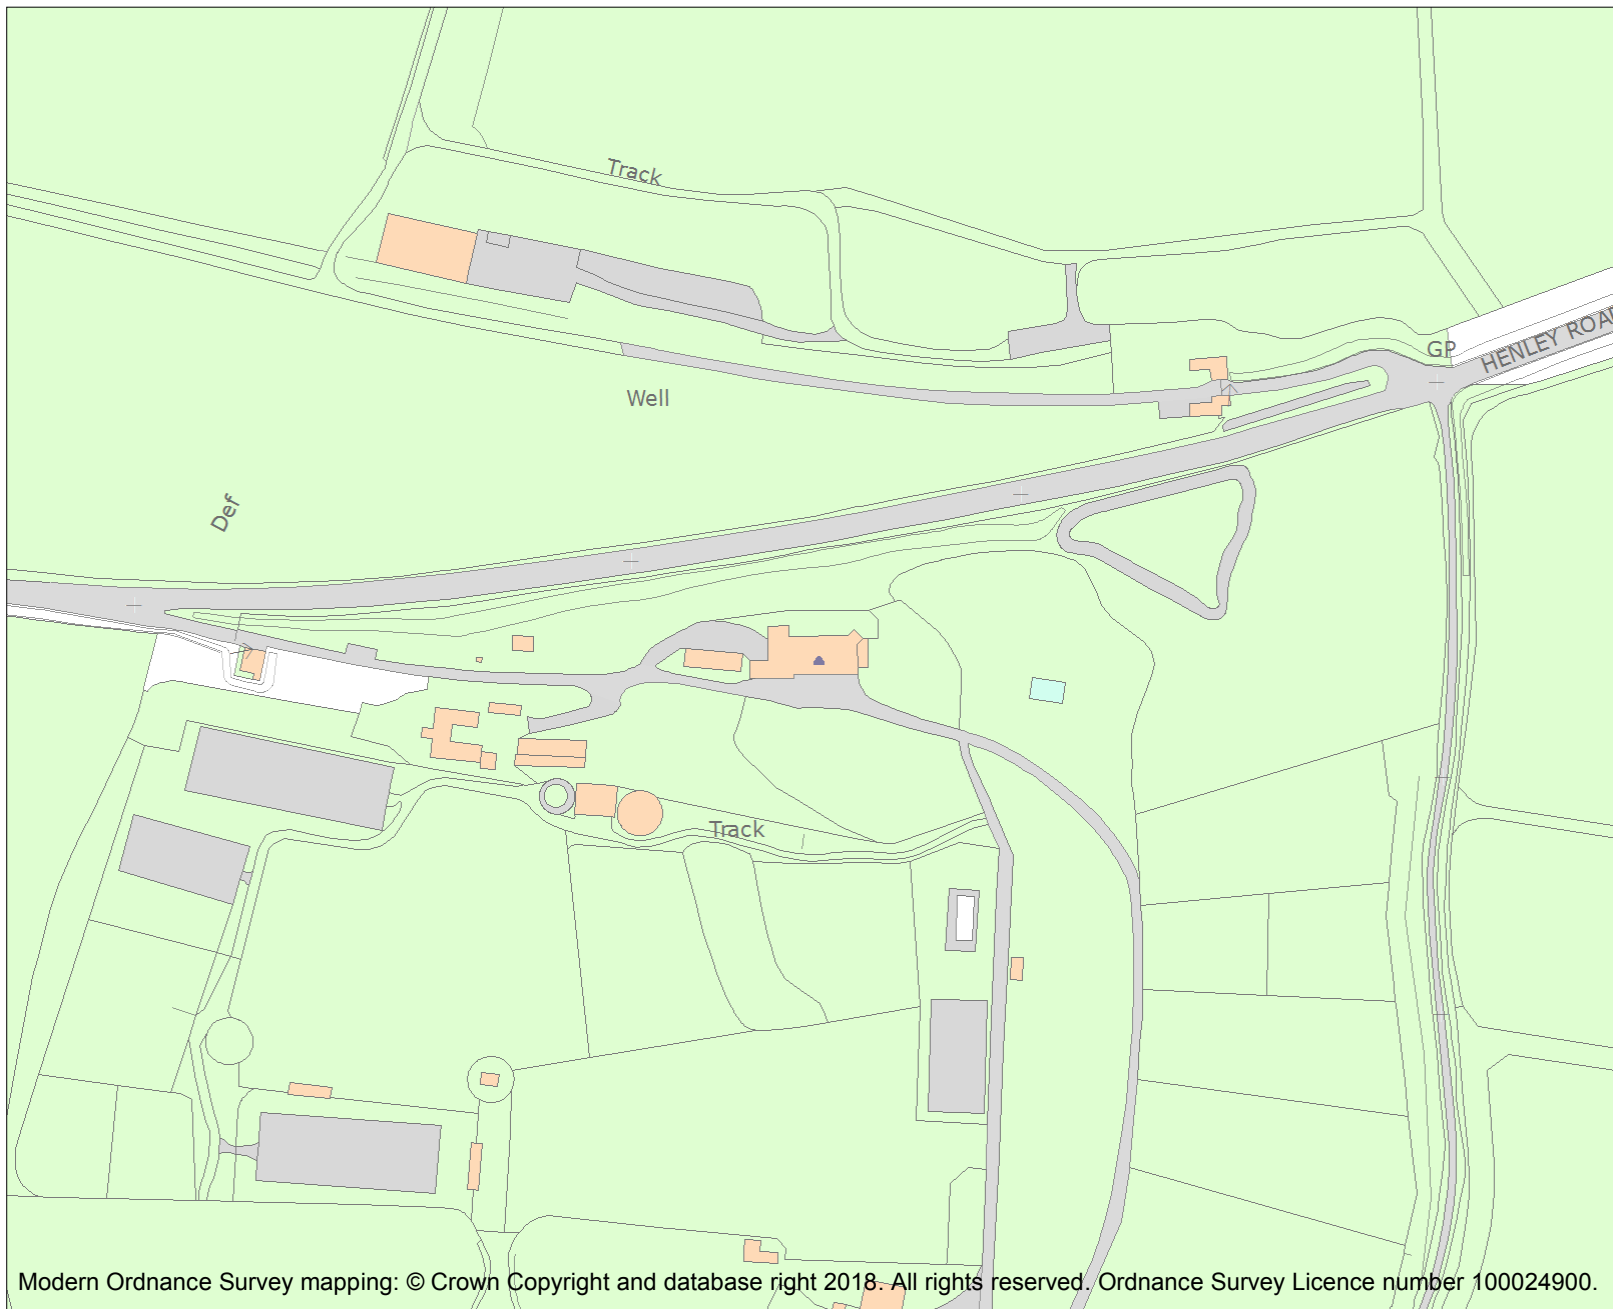 Track
HENLEY ROA
GP
Well
Def
Track
Modern Ordnance Survey mapping: © Crown Copyright and database right 2018. All rights reserved. Ordnance Survey Licence number 100024900.